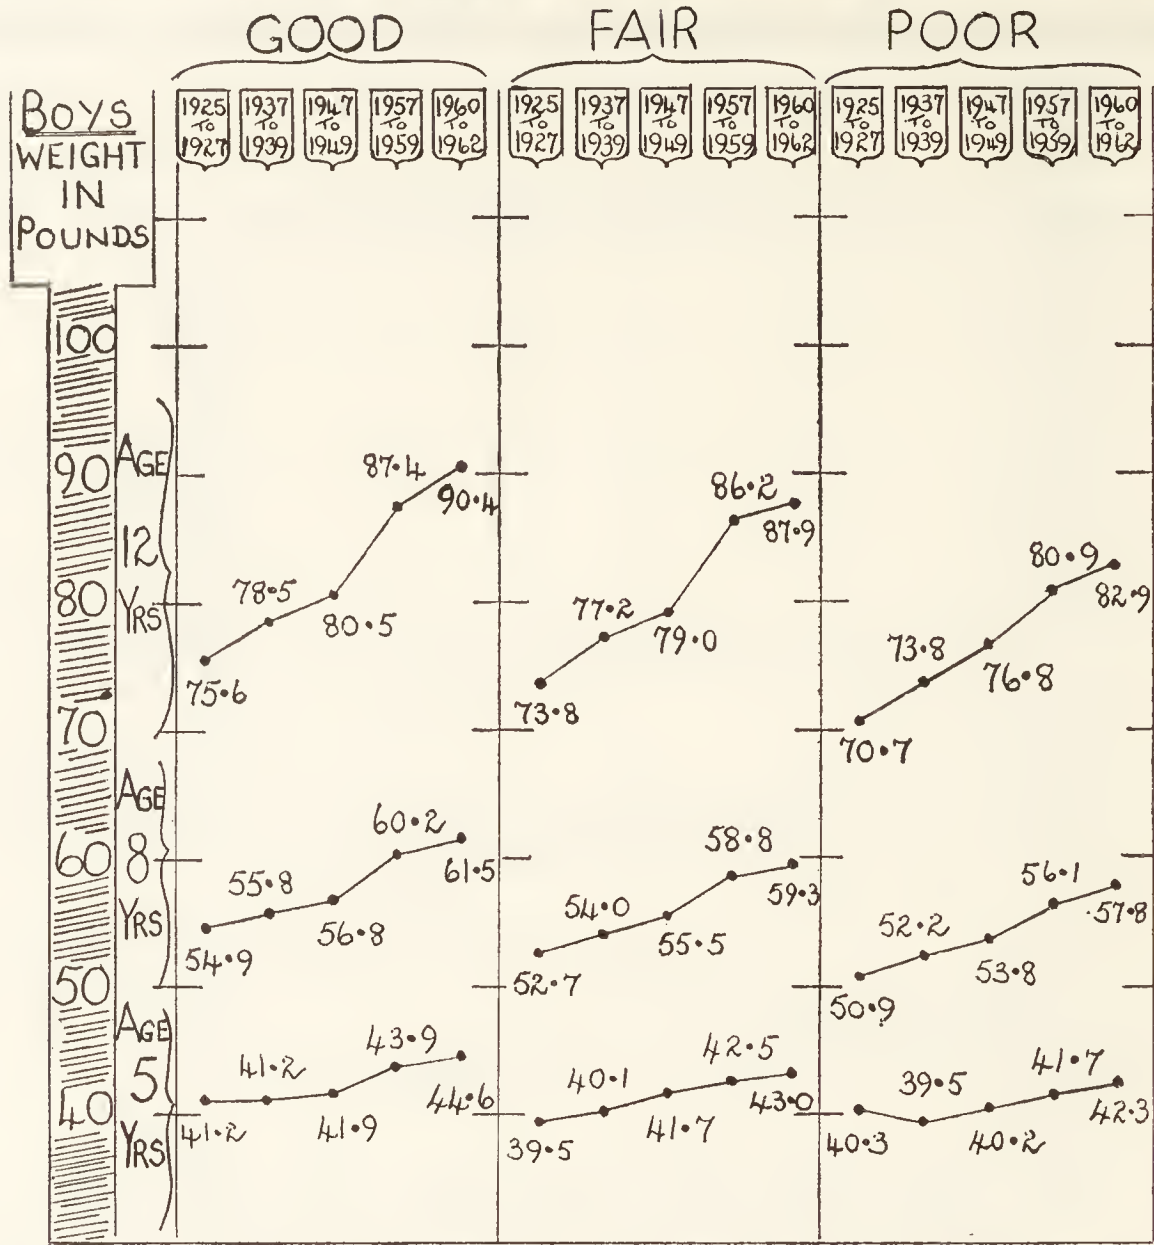 GOOD FAIR POOR
BOYS
WEIGHT
IN
POUNDS
1925 TO 1927
1937 TO 1939
1947 TO 1949
1957 TO 1959
1960 TO 1962
1925 TO 1927
1937 TO 1939
1947 TO 1949
1957 TO 1959
1960 TO 1962
1925 TO 1927
1937 TO 1939
1947 TO 1949
1957 TO 1959
1960 TO 1962
100
90
80
70
60
50
40
AGE
12
YRS
AGE
8
YRS
AGE
5
YRS
75·6 78·5 80·5 87·4 90·4
73·8 77·2 79·0 86·2 87·9
70·7 73·8 76·8 80·9 82·9
54·9 55·8 56·8 60·2 61·5
52·7 54·0 55·5 58·8 59·3
50·9 52·2 53·8 56·1 57·8
41·2 41·2 41·9 43·9 44·6
39·5 40·1 41·7 42·5 43·0
40·3 39·5 40·2 41·7 42·3